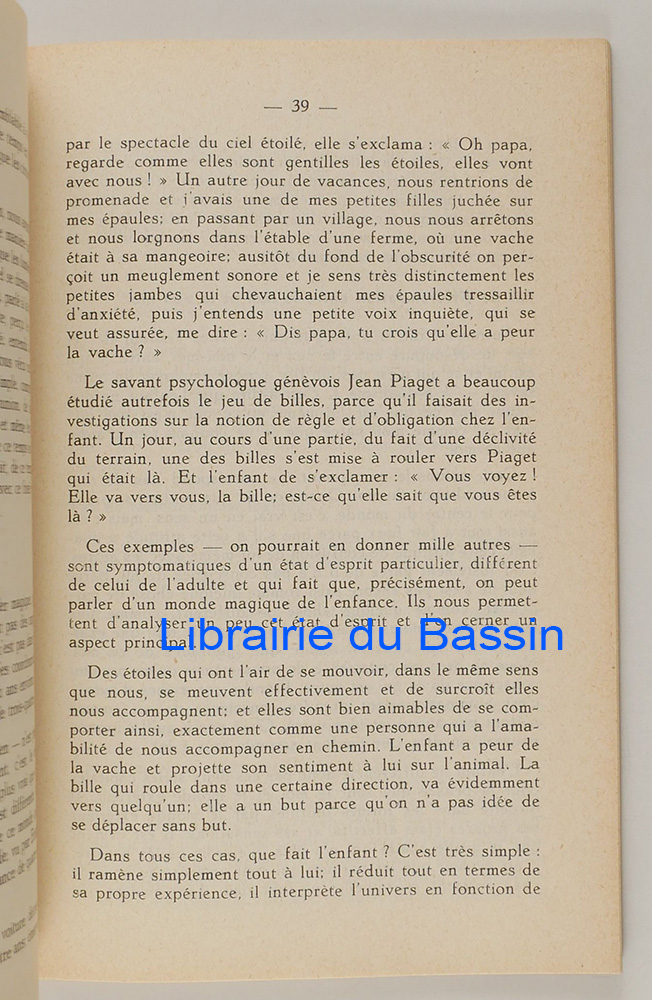 — 39 —
par le spectacle du ciel étoilé, elle s'exclama : « Oh papa,
regarde comme elles sont gentilles les étoiles, elles vont
avec nous ! » Un autre jour de vacances, nous rentrions de
promenade et j'avais une de mes petites filles juchée sur
mes épaules; en passant par un village, nous nous arrêtons
et nous lorgnons dans l'étable d'une ferme, où une vache
était à sa mangeoire; ausitôt du fond de l'obscurité on per-
çoit un meuglement sonore et je sens très distinctement les
petites jambes qui chevauchaient mes épaules tressaillir
d'anxiété, puis j'entends une petite voix inquiète, qui se
veut assurée, me dire : « Dis papa, tu crois qu'elle a peur
la vache ? »
Le savant psychologue génèvois Jean Piaget a beaucoup
étudié autrefois le jeu de billes, parce qu'il faisait des in-
vestigations sur la notion de règle et d'obligation chez l'en-
fant. Un jour, au cours d'une partie, du fait d'une déclivité
du terrain, une des billes s'est mise à rouler vers Piaget
qui était là. Et l'enfant de s'exclamer : « Vous voyez !
Elle va vers vous, la bille; est-ce qu'elle sait que vous êtes
là ? »
Ces exemples — on pourrait en donner mille autres —
sont symptomatiques d'un état d'esprit particulier, différent
de celui de l'adulte et qui fait que, précisément, on peut
parler d'un monde magique de l'enfance. Ils nous permet-
tent d'analyser un peu cet état d'esprit et d'en cerner un
aspect principal.
Librairie du Bassin
Des étoiles qui ont l'air de se mouvoir, dans le même sens
que nous, se meuvent effectivement et de surcroît elles
nous accompagnent; et elles sont bien aimables de se com-
porter ainsi, exactement comme une personne qui a l'ama-
bilité de nous accompagner en chemin. L'enfant a peur de
la vache et projette son sentiment à lui sur l'animal. La
bille qui roule dans une certaine direction, va évidemment
vers quelqu'un; elle a un but parce qu'on n'a pas idée de
se déplacer sans but.
Dans tous ces cas, que fait l'enfant ? C'est très simple :
il ramène simplement tout à lui; il réduit tout en termes de
sa propre expérience, il interprète l'univers en fonction de